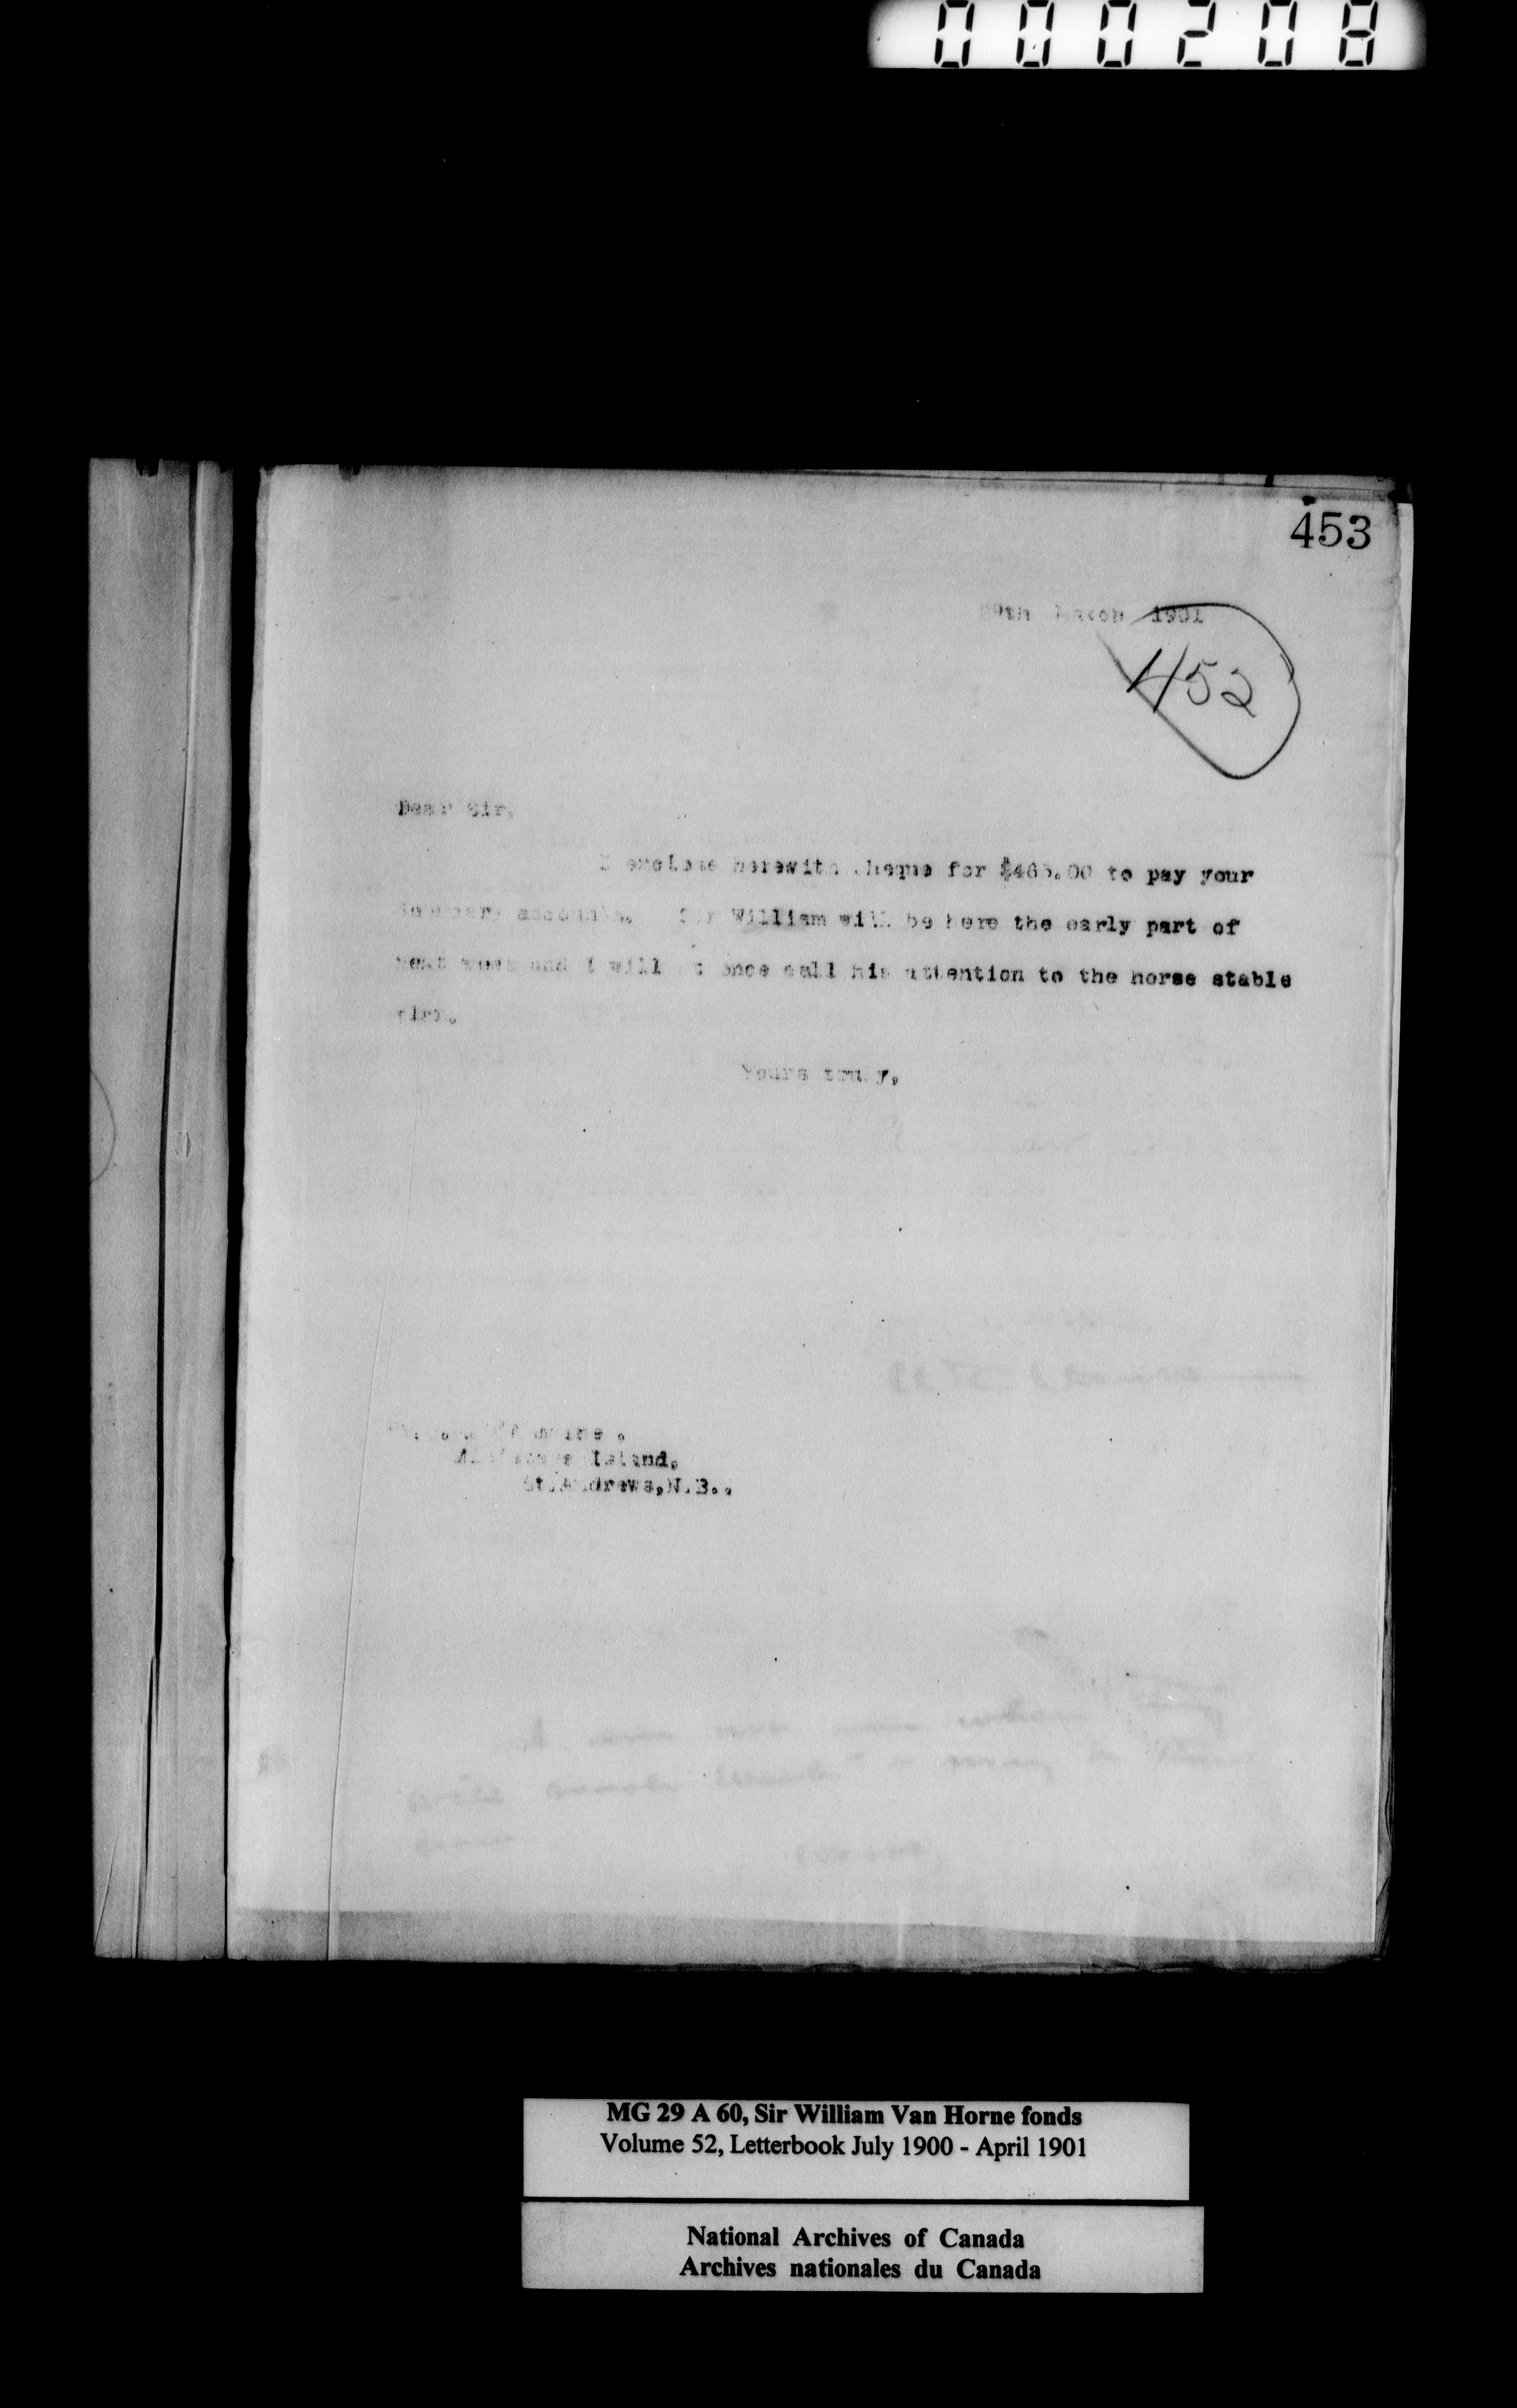 000208
453
29th March 1901
452
Dear Sir,
I enclose herewith cheque for $465.00 to pay your
accounts. Sir William will be here the early part of
next week and I will at once call his attention to the horse stable
plan.
Yours truly,
Island,
St.Andrews,N.B.,
MG 29 A 60, Sir William Van Horne fonds
Volume 52, Letterbook July 1900 - April 1901
National Archives of Canada
Archives nationales du Canada